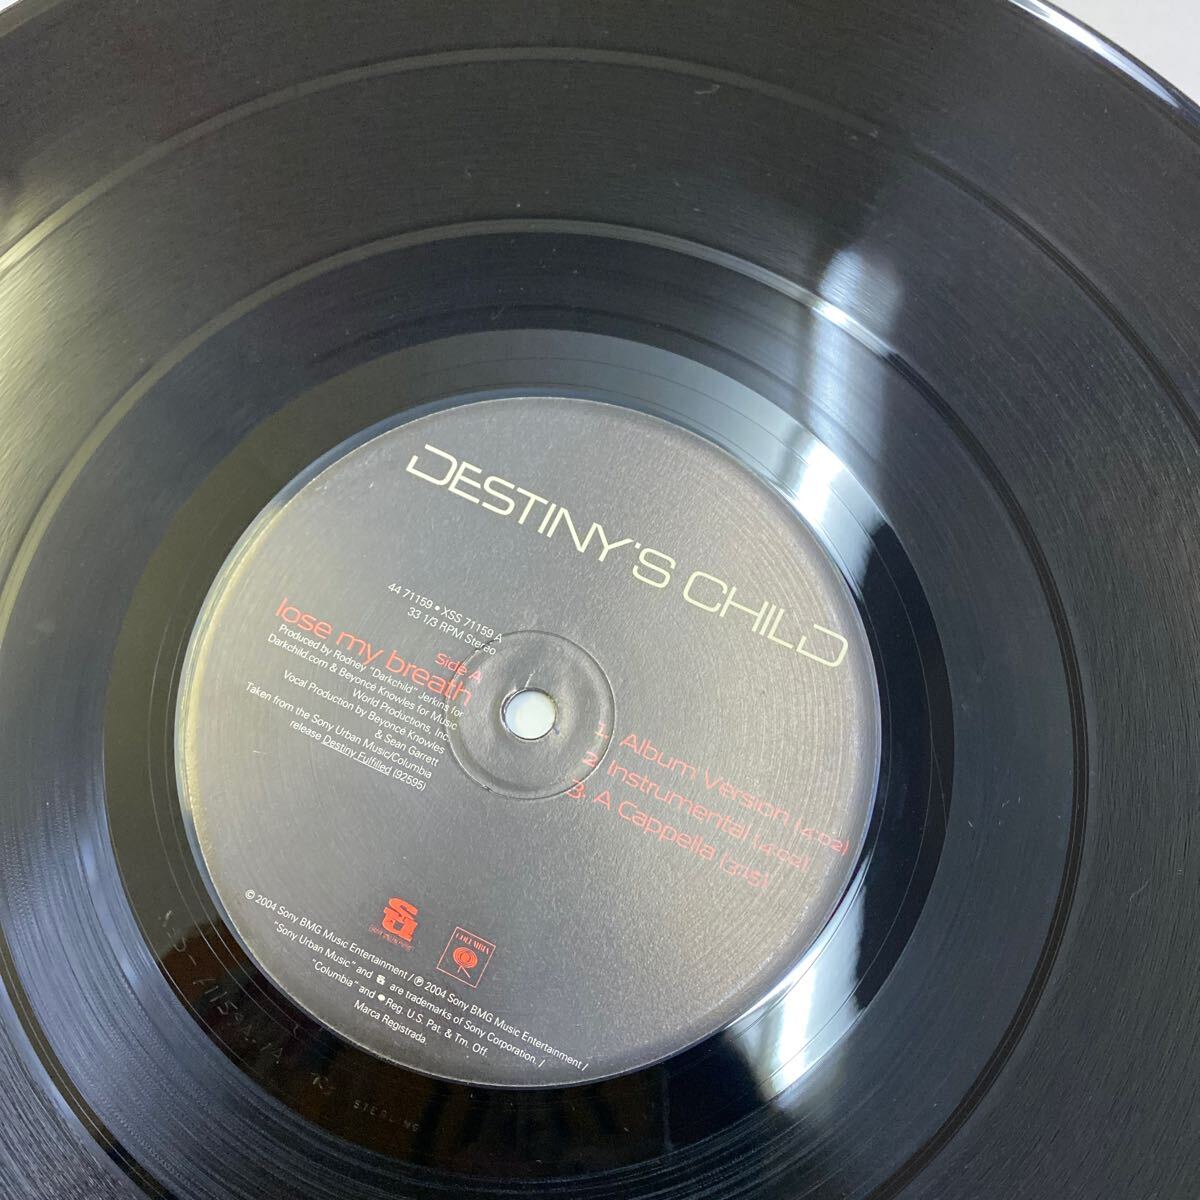 DESTINY'S CHILD
44 71159 • XSS 71159 A
33 1/3 RPM Stereo
Side A
lose my breath
Produced by Rodney "Darkchild" Jerkins for
Darkchild.com & Beyoncé Knowles for Music
World Productions, Inc.
Vocal Production by Beyoncé Knowles
& Sean Garrett
Taken from the Sony Urban Music/Columbia
release Destiny Fulfilled (92595)
1. Album Version (4:02)
2. Instrumental (4:02)
3. A Cappella (3:15)
COLUMBIA
© 2004 Sony BMG Music Entertainment / ℗ 2004 Sony BMG Music Entertainment /
"Sony Urban Music" and are trademarks of Sony Corporation. /
"Columbia" and Reg. U.S. Pat. & Tm. Off.
Marca Registrada.
STERLING